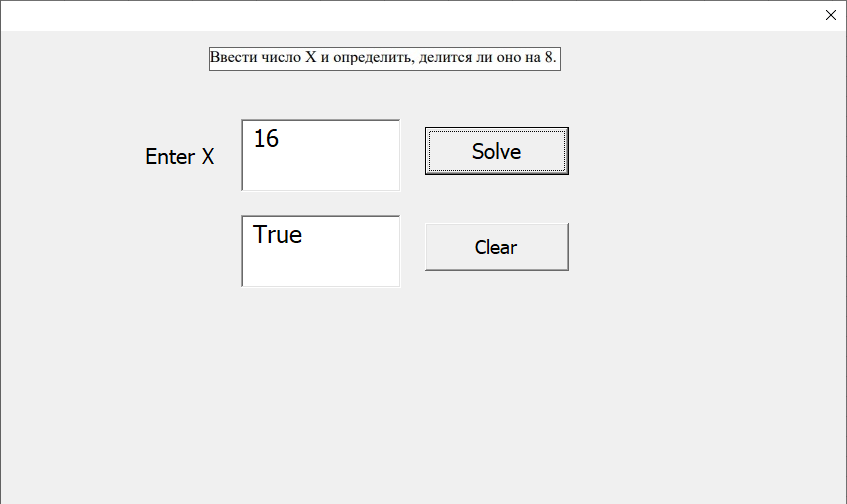 Ввести число X и определить, делится ли оно на 8.
Enter X
16
Solve
True
Clear